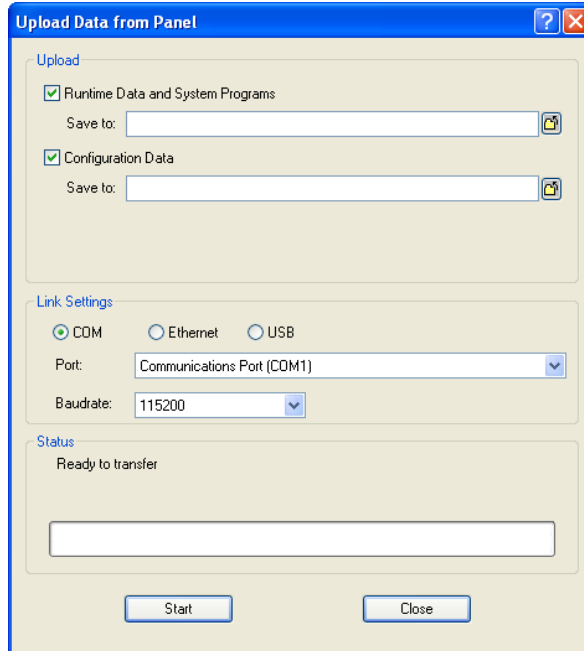 Upload Data from Panel
Upload
Runtime Data and System Programs
Save to:
Configuration Data
Save to:
Link Settings
COM Ethernet USB
Port: Communications Port (COM1)
Baudrate: 115200
Status
Ready to transfer
Start Close